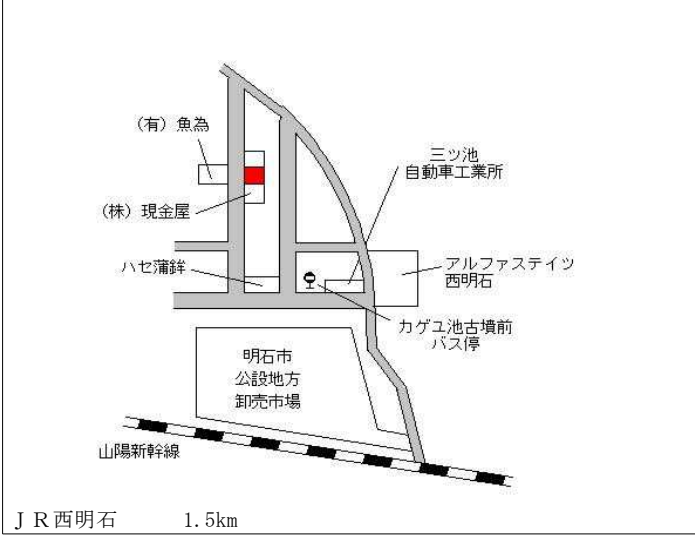 (有)魚為
三ツ池
自動車工業所
(株)現金屋
ハセ蒲鉾
アルファステイツ
西明石
カゲユ池古墳前
バス停
明石市
公設地方
卸売市場
山陽新幹線
JR西明石　　1.5km